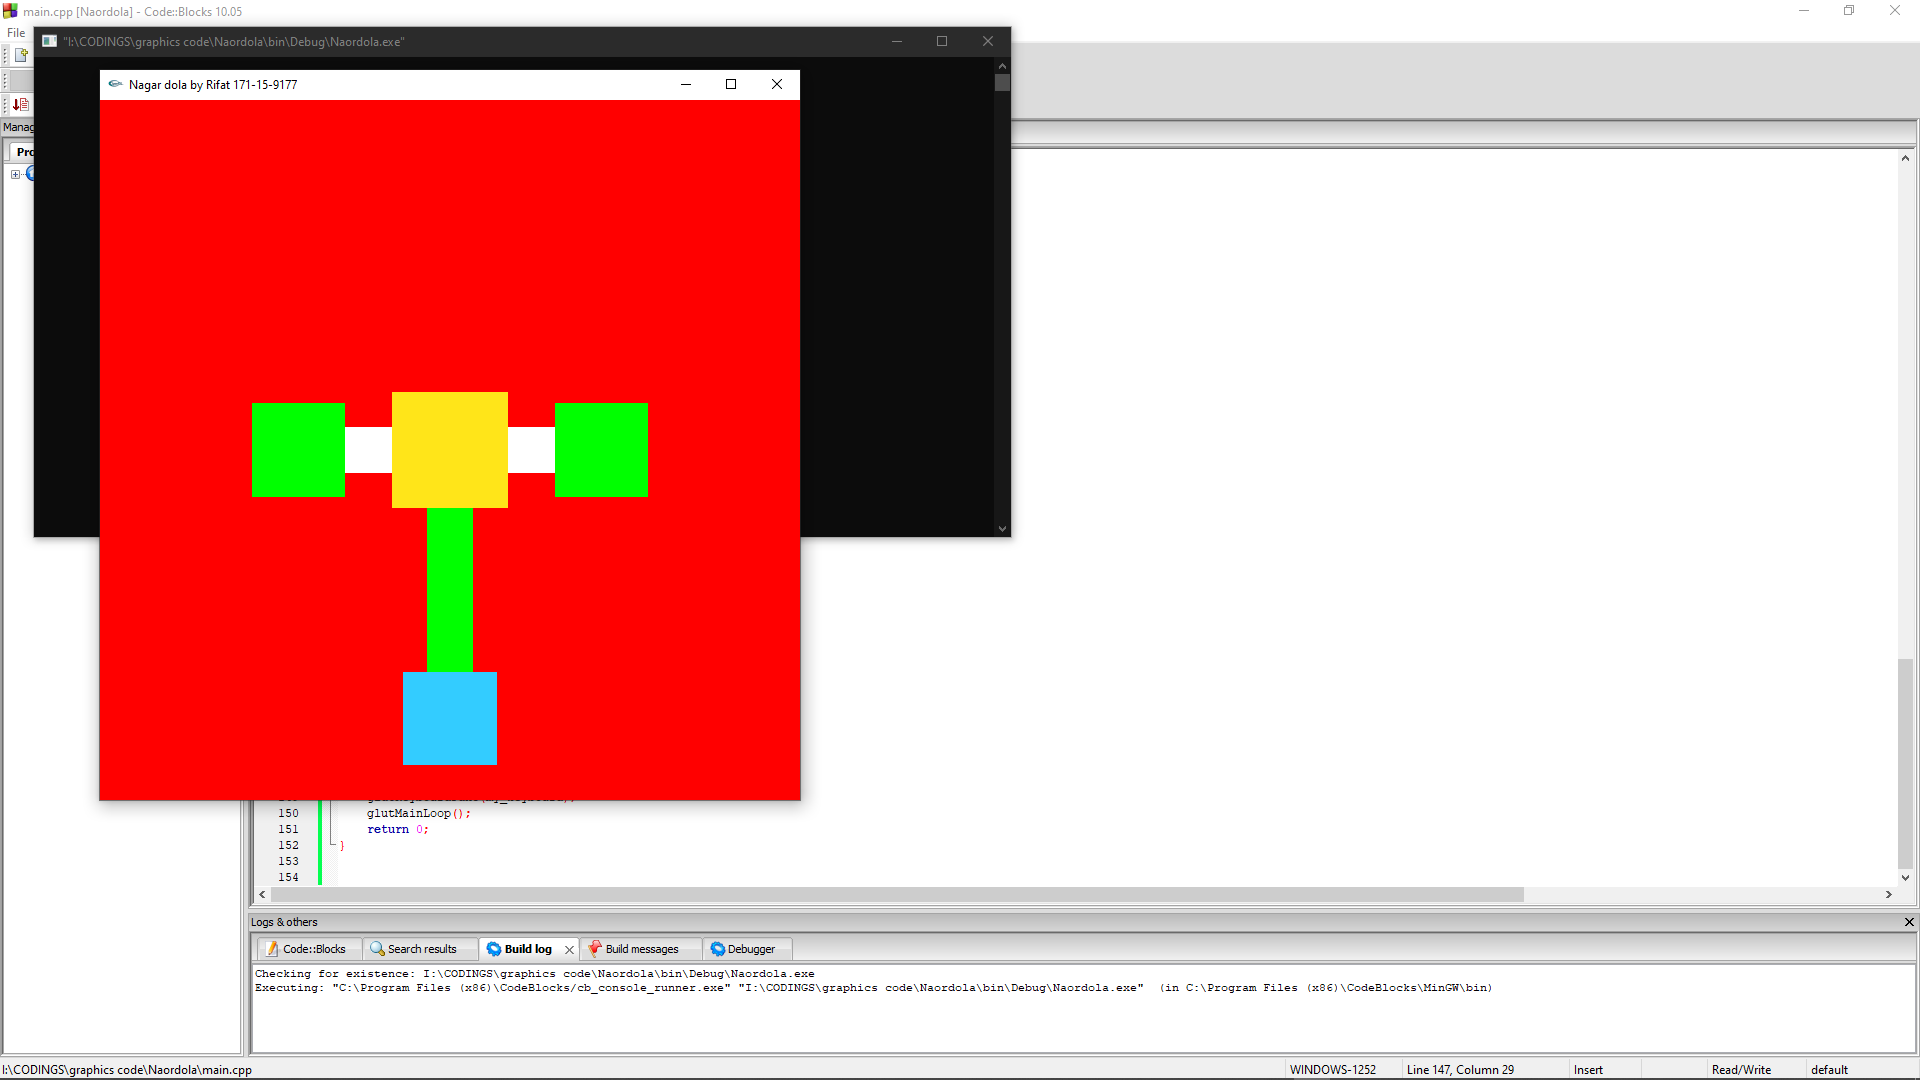 main.cpp [Naordola] - Code::Blocks 10.05
File
"I:\CODINGS\graphics code\Naordola\bin\Debug\Naordola.exe"
Nagar dola by Rifat 171-15-9177
Manag
Pro
150 glutMainLoop();
151 return 0;
152 }
153
154
Logs & others
Code::Blocks Search results Build log Build messages Debugger
Checking for existence: I:\CODINGS\graphics code\Naordola\bin\Debug\Naordola.exe
Executing: "C:\Program Files (x86)\CodeBlocks/cb_console_runner.exe" "I:\CODINGS\graphics code\Naordola\bin\Debug\Naordola.exe" (in C:\Program Files (x86)\CodeBlocks\MinGW\bin)
I:\CODINGS\graphics code\Naordola\main.cpp WINDOWS-1252 Line 147, Column 29 Insert Read/Write default